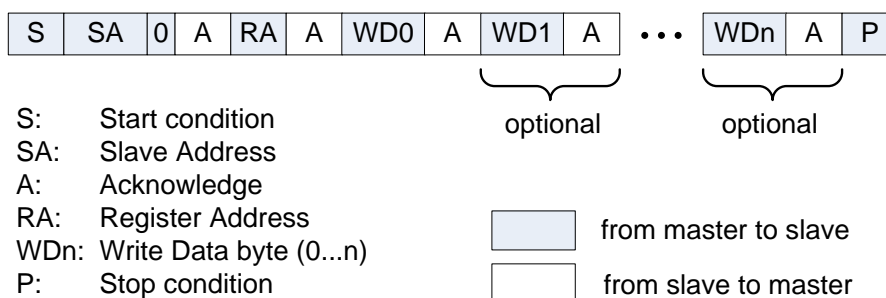 S SA 0 A RA A WD0 A WD1 A • • • WDn A P
optional optional
S: Start condition
SA: Slave Address
A: Acknowledge
RA: Register Address
WDn: Write Data byte (0...n)
P: Stop condition
from master to slave
from slave to master